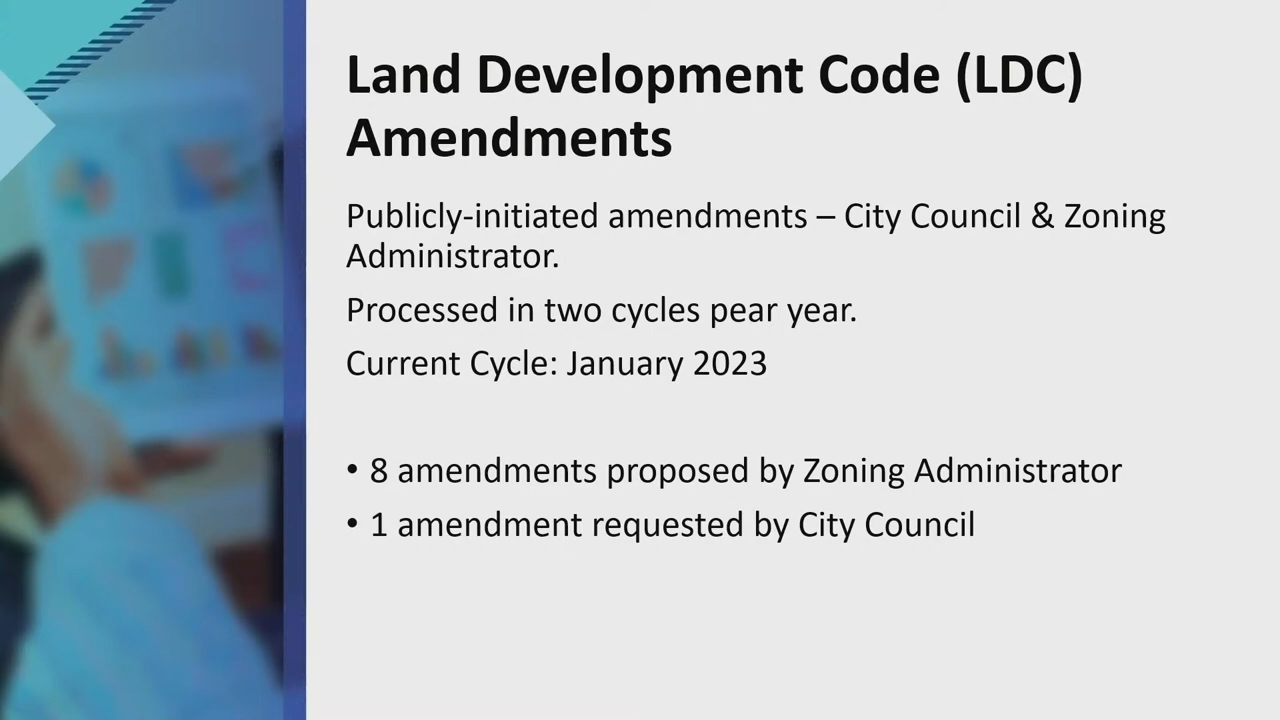 Land Development Code (LDC)
Amendments
Publicly-initiated amendments – City Council & Zoning
Administrator.
Processed in two cycles pear year.
Current Cycle: January 2023
• 8 amendments proposed by Zoning Administrator
• 1 amendment requested by City Council